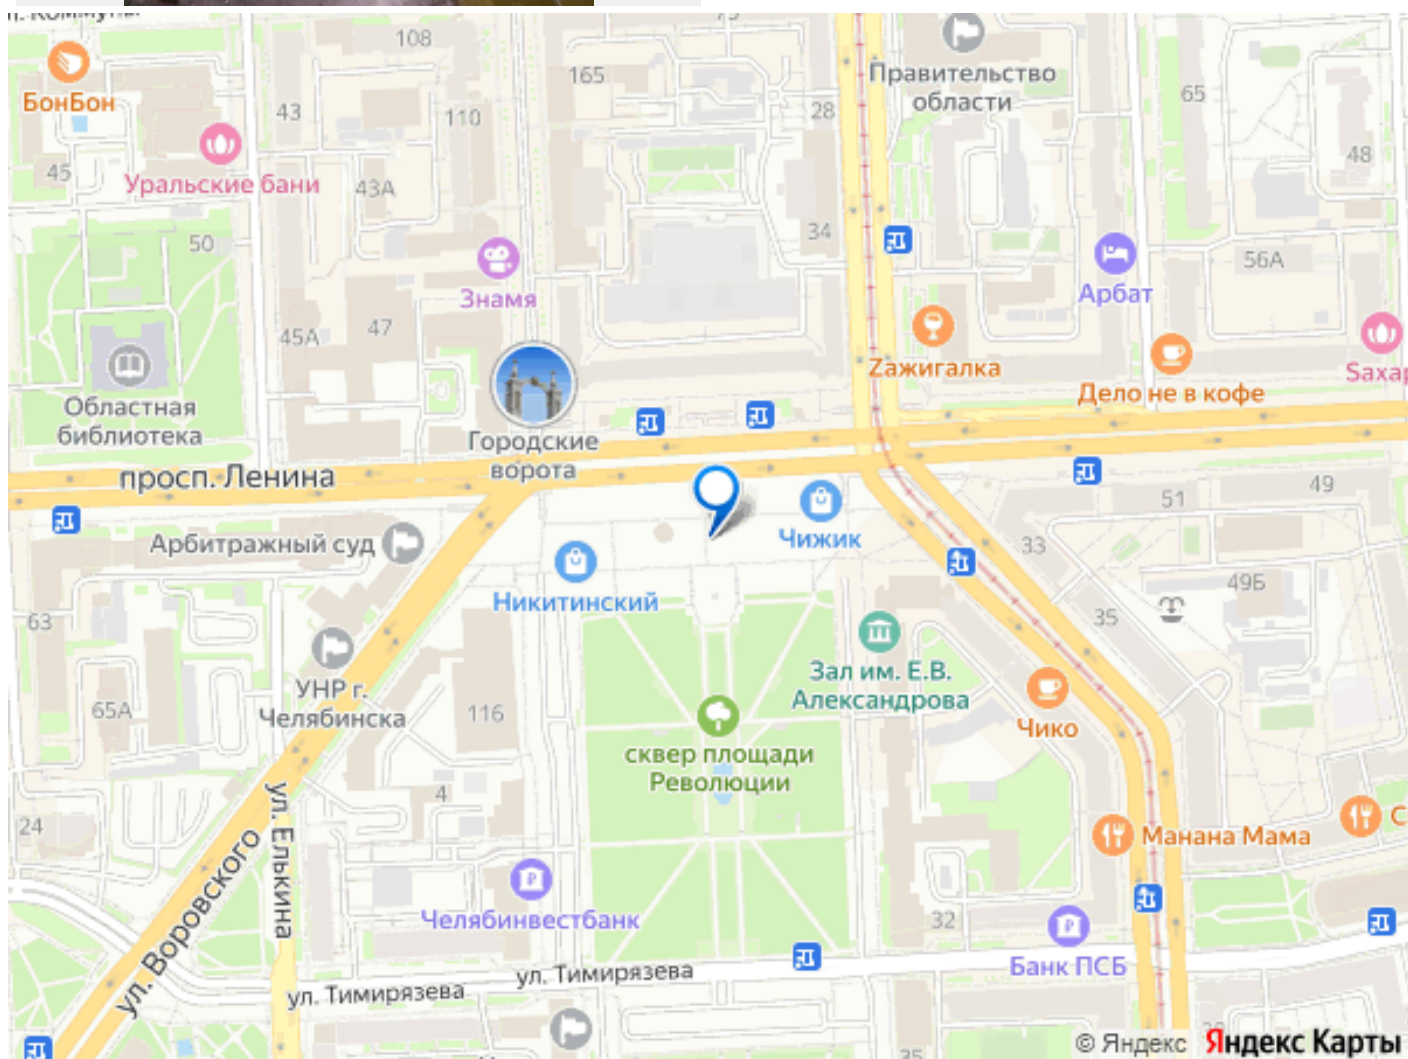 108
Правительство
области
165
БонБон
43
110
28
65
48
45
Уральские бани
43А
50
34
56А
Знамя
Арбат
45А
47
Zажигалка
Дело не в кофе
Областная
библиотека
Городские
ворота
просп. Ленина
51
49
Арбитражный суд
Чижик
33
Никитинский
49Б
63
35
Зал им. Е.В.
Александрова
УНР г.
Челябинска
65А
116
Чико
сквер площади
Революции
4
24
ул. Воровского
ул. Елькина
Манана Мама
Челябинвестбанк
32
Банк ПСБ
ул. Тимирязева
ул. Тимирязева
35
© Яндекс Яндекс Карты